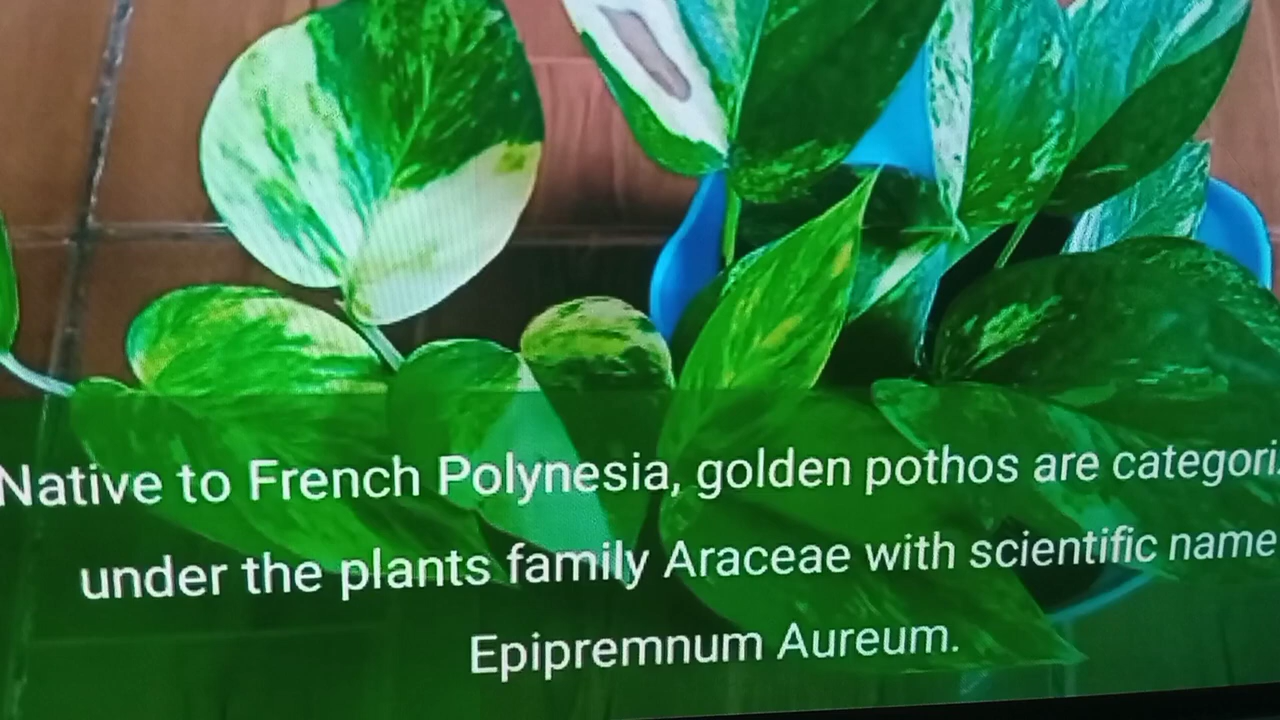 Native to French Polynesia, golden pothos are categori
under the plants family Araceae with scientific name
Epipremnum Aureum.